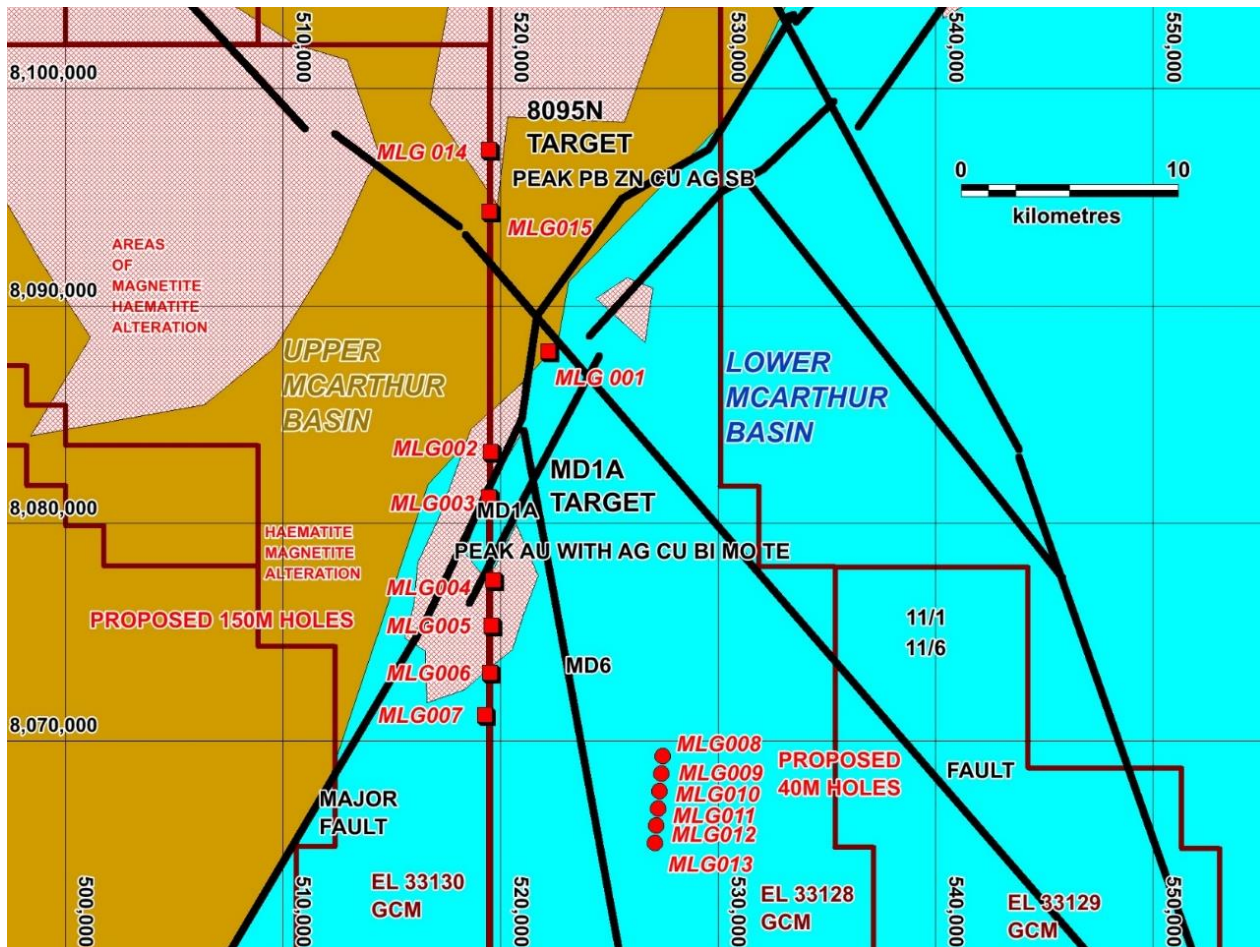 510,000
520,000
530,000
540,000
550,000
8,100,000
8095N
TARGET
MLG 014
PEAK PB ZN CU AG SB
0
10
kilometres
MLG015
AREAS
OF
MAGNETITE
HAEMATITE
ALTERATION
8,090,000
UPPER
MCARTHUR
BASIN
MLG 001
LOWER
MCARTHUR
BASIN
MLG002
MD1A
TARGET
MLG003
MD1A
8,080,000
HAEMATITE
MAGNETITE
ALTERATION
PEAK AU WITH AG CU BI MO TE
MLG004
PROPOSED 150M HOLES
MLG005
11/1
11/6
MLG006
MD6
MLG007
8,070,000
MLG008
MLG009
MLG010
MLG011
MLG012
MLG013
PROPOSED
40M HOLES
FAULT
MAJOR
FAULT
500,000
510,000
EL 33130
GCM
520,000
530,000
EL 33128
GCM
540,000
EL 33129
GCM
550,000